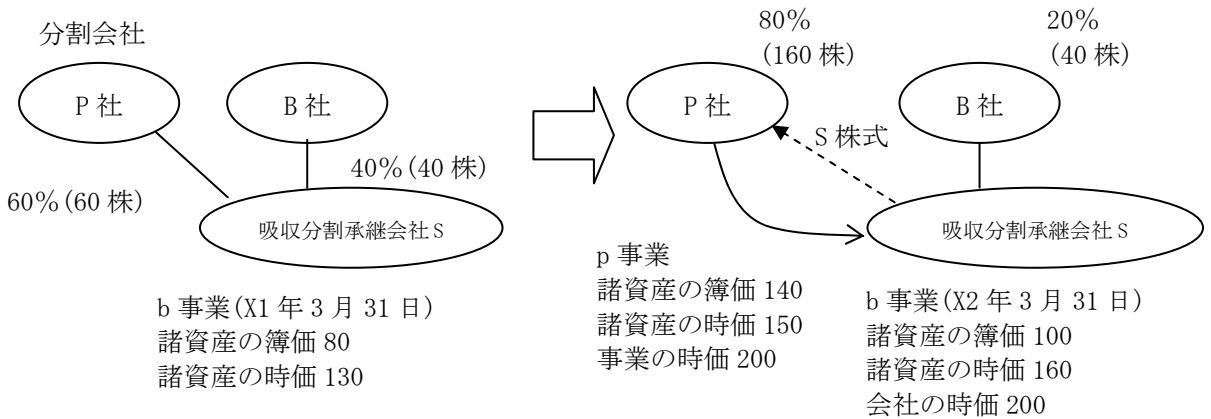 分割会社
P 社
B 社
60%(60 株)
40%(40 株)
吸収分割承継会社 S
b 事業(X1 年 3 月 31 日)
諸資産の簿価 80
諸資産の時価 130
80%
(160 株)
20%
(40 株)
P 社
B 社
S 株式
吸収分割承継会社 S
p 事業
諸資産の簿価 140
諸資産の時価 150
事業の時価 200
b 事業(X2 年 3 月 31 日)
諸資産の簿価 100
諸資産の時価 160
会社の時価 200